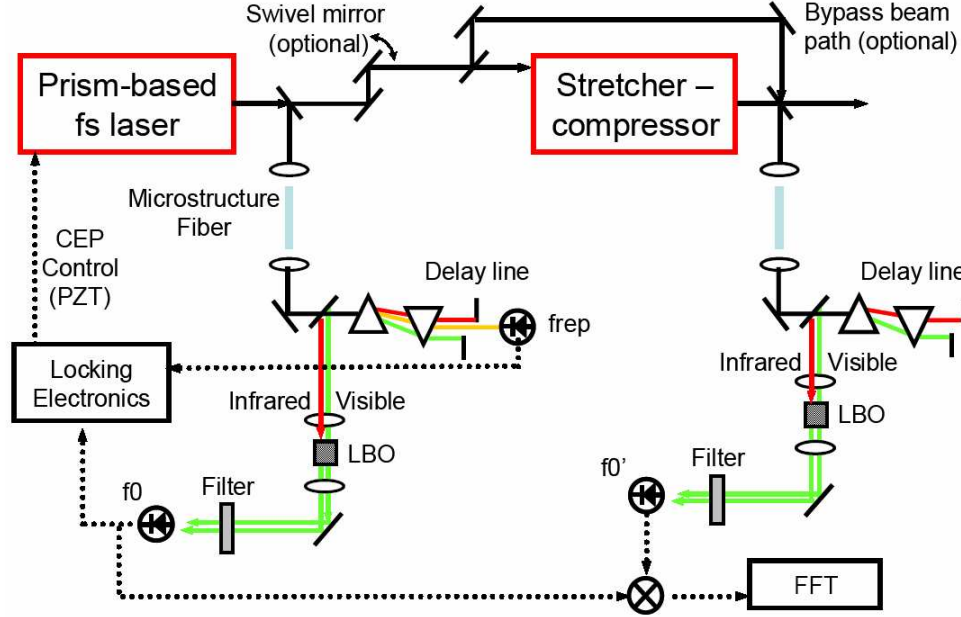 Swivel mirror
(optional)
Bypass beam
path (optional)
Prism-based
fs laser
Stretcher –
compressor
Microstructure
Fiber
CEP
Control
(PZT)
Delay line
frep
Delay line
Locking
Electronics
Infrared
Visible
LBO
Infrared
Visible
LBO
f0
Filter
f0’
Filter
FFT